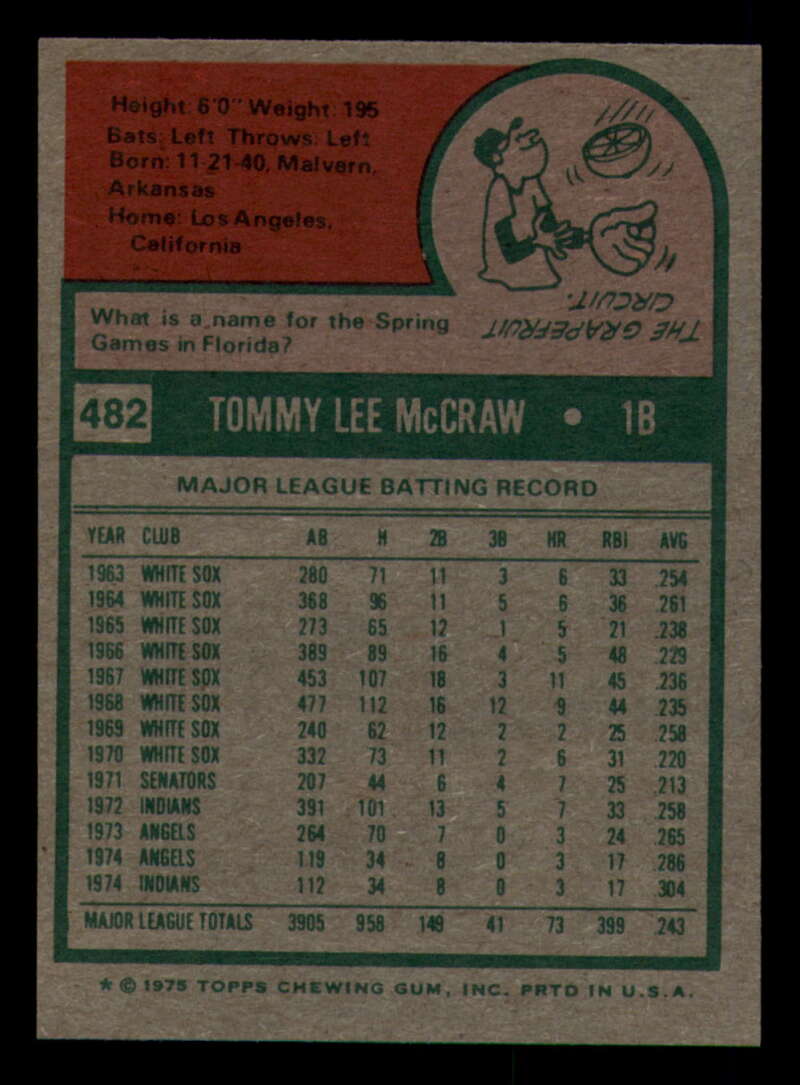 Height: 6'0" Weight: 195
Bats: Left Throws: Left
Born: 11-21-40, Malvern,
Arkansas
Home: Los Angeles,
California
What is a name for the Spring
Games in Florida?
THE GRAPEFRUIT
CIRCUIT.
482 TOMMY LEE McCRAW • 1B
MAJOR LEAGUE BATTING RECORD
YEAR CLUB AB H 2B 3B HR RBI AVG
1963 WHITE SOX 280 71 11 3 6 33 .254
1964 WHITE SOX 368 96 11 5 6 36 .261
1965 WHITE SOX 273 65 12 1 5 21 .238
1966 WHITE SOX 389 89 16 4 5 48 .229
1967 WHITE SOX 453 107 18 3 11 45 .236
1968 WHITE SOX 477 112 16 12 9 44 .235
1969 WHITE SOX 240 62 12 2 2 25 .258
1970 WHITE SOX 332 73 11 2 6 31 .220
1971 SENATORS 207 44 6 4 7 25 .213
1972 INDIANS 391 101 13 5 7 33 .258
1973 ANGELS 264 70 7 0 3 24 .265
1974 ANGELS 119 34 8 0 3 17 .286
1974 INDIANS 112 34 8 0 3 17 .304
MAJOR LEAGUE TOTALS 3905 958 149 41 73 399 .243
* © 1975 TOPPS CHEWING GUM, INC. PRTD IN U.S.A.